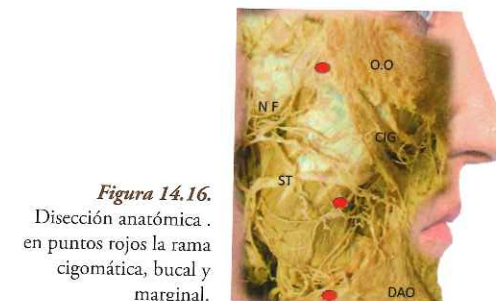 Figura 14.16.
Disección anatómica .
en puntos rojos la rama
cigomática, bucal y
marginal.
O.O
N F
CIG
ST
DAO